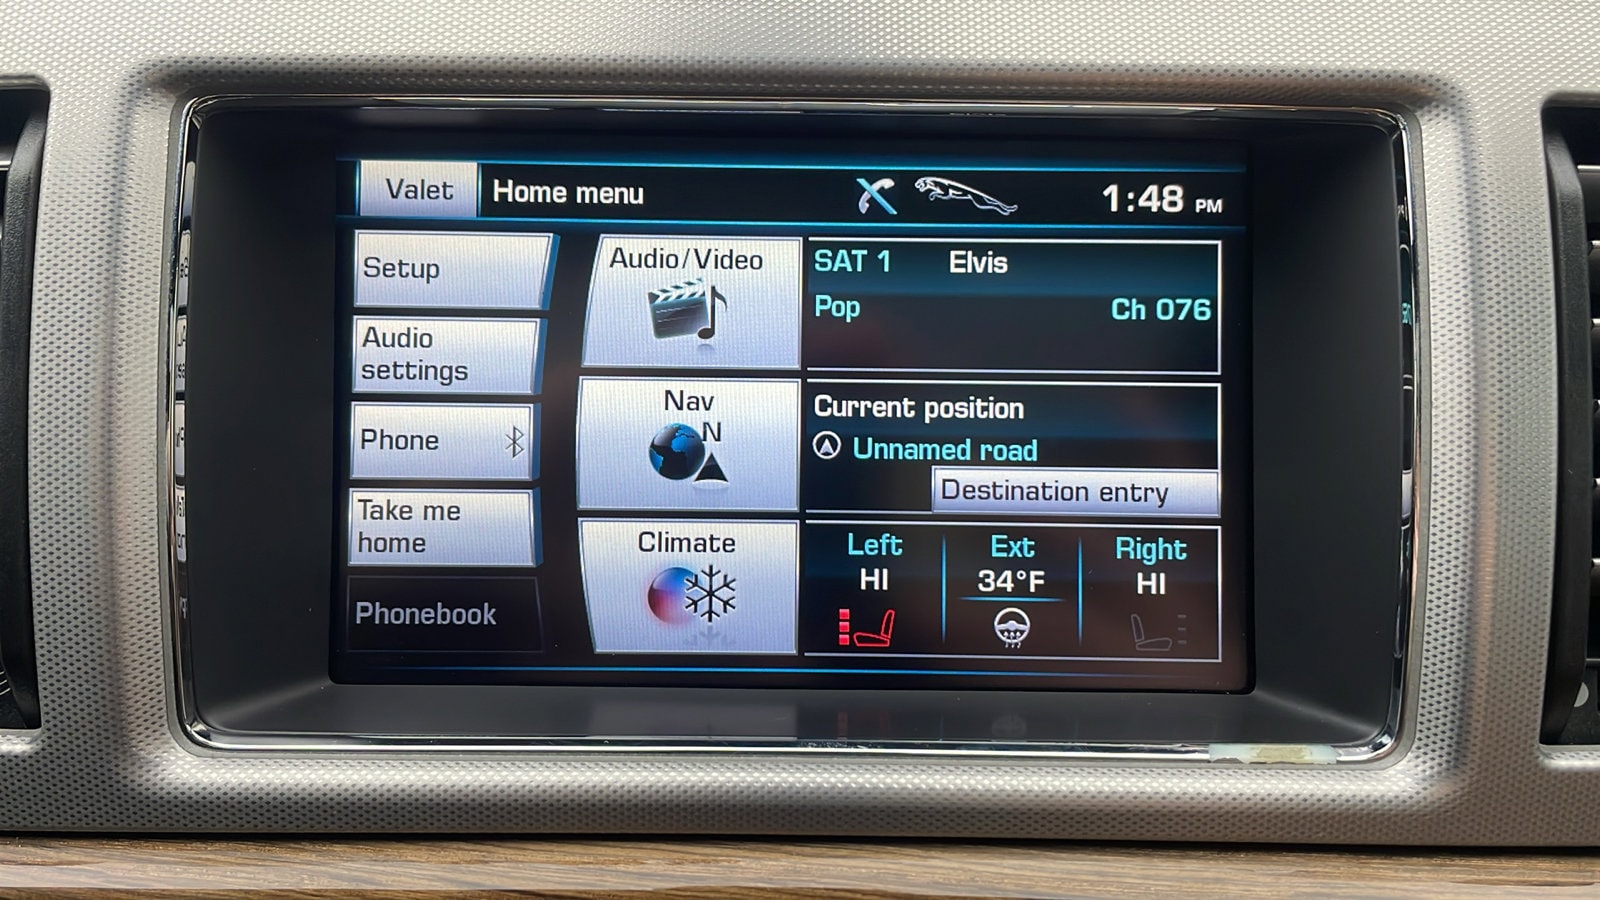 Valet
Home menu
1:48 PM
Setup
Audio
settings
Phone
Take me
home
Phonebook
Audio/Video
Nav
N
Climate
SAT 1 Elvis
Pop Ch 076
Current position
Unnamed road
Destination entry
Left Ext Right
HI 34°F HI